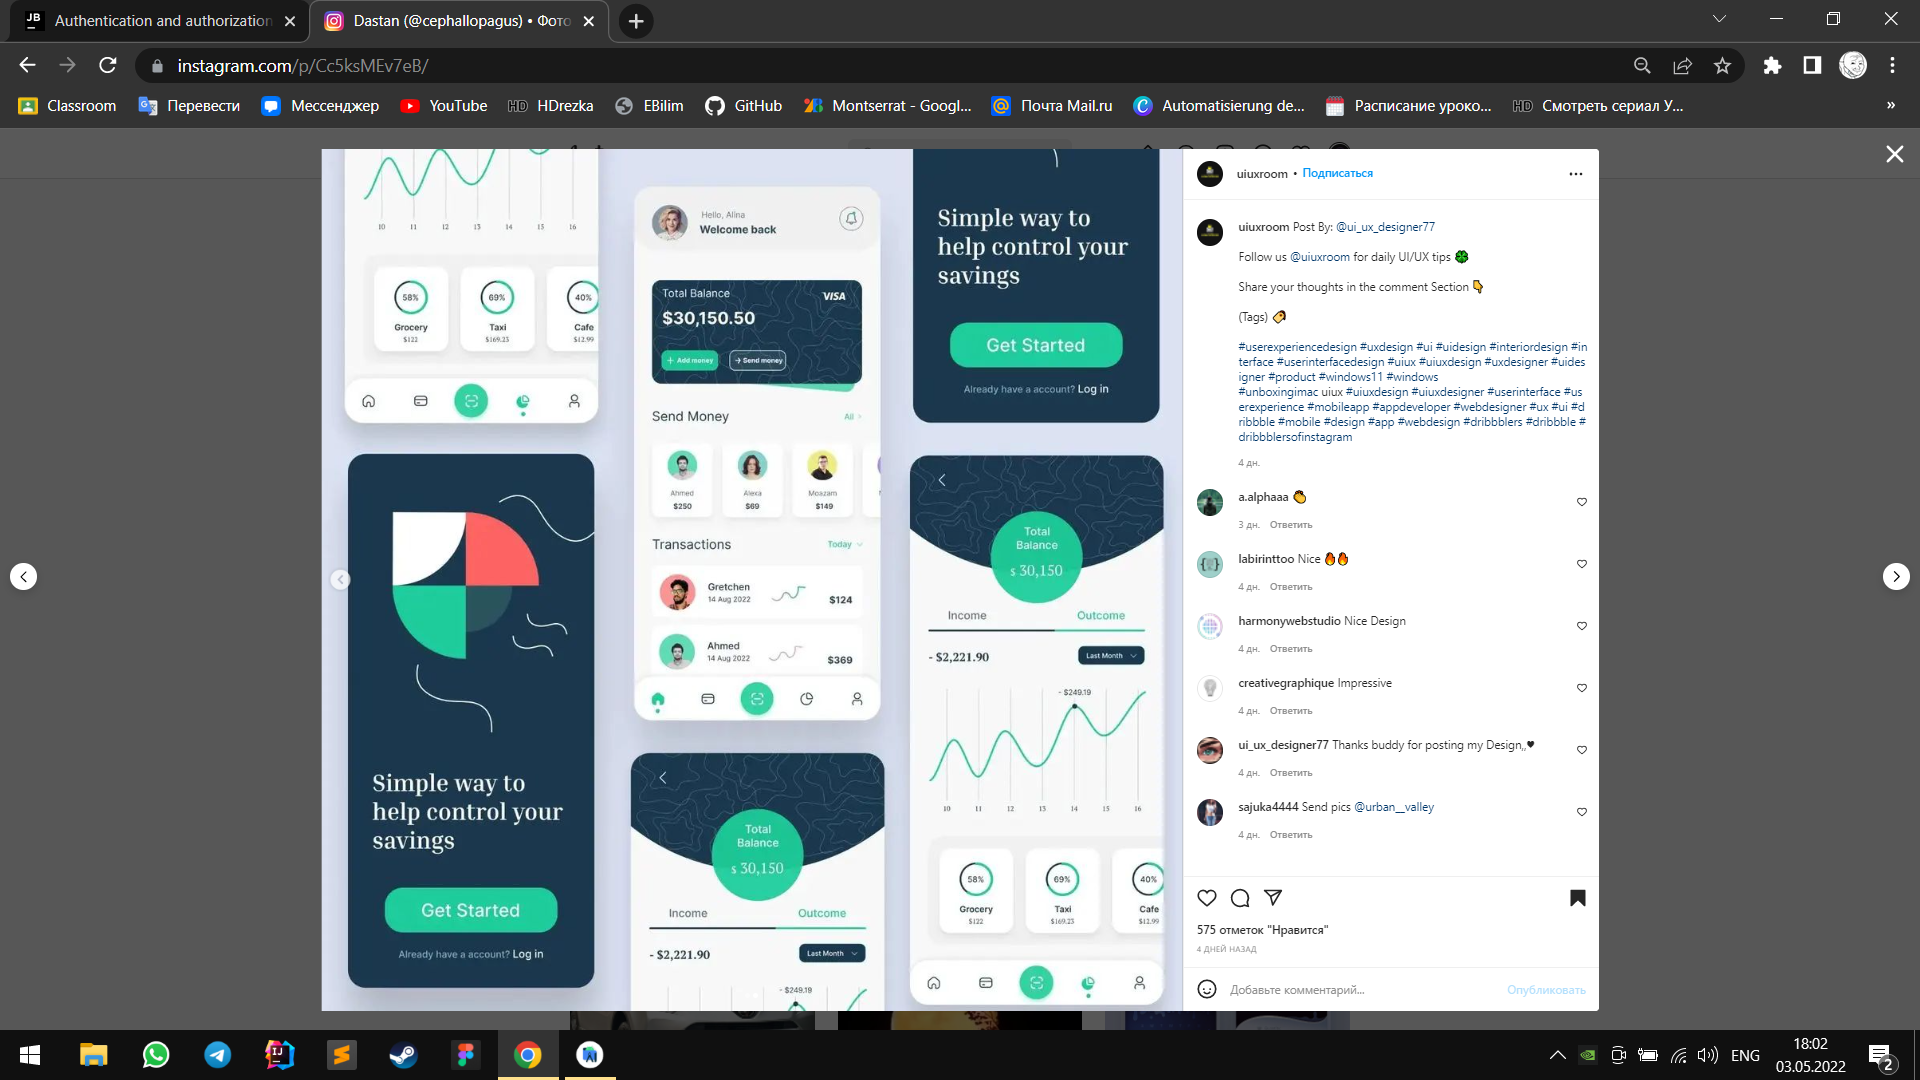 Authentication and authorization
Dastan (@cephallopagus) • Фото
instagram.com/p/Cc5ksMEv7eB/
Classroom
Перевести
Мессенджер
YouTube
HDrezka
EBilim
GitHub
Montserrat - Googl...
Почта Mail.ru
Automatisierung de...
Расписание уроко...
Смотреть сериал У...
10 11 12 13 14 15 16
58% 69% 40%
Grocery Taxi Cafe
$122 $169.23 $12.99
Simple way to
help control your
savings
Get Started
Already have a account? Log in
Hello, Alina
Welcome back
Total Balance
VISA
$30,150.50
+ Add money
Send money
Send Money
All
Ahmed Alexa Moazam
$250 $69 $149
Transactions
Today
Gretchen
14 Aug 2022
$124
Ahmed
14 Aug 2022
$369
Total
Balance
$ 30,150
Income
Outcome
- $2,221.90
Last Month
- $249.19
Simple way to
help control your
savings
Get Started
Already have a account? Log in
Total
Balance
$ 30,150
Income
Outcome
- $2,221.90
Last Month
- $249.19
10 11 12 13 14 15 16
58% 69% 40%
Grocery Taxi Cafe
$122 $169.23 $12.99
uiuxroom • Подписаться
uiuxroom Post By: @ui_ux_designer77
Follow us @uiuxroom for daily UI/UX tips 🍀
Share your thoughts in the comment Section 👇
(Tags) 🏷️
#userexperiencedesign #uxdesign #ui #uidesign #interiordesign #in
terface #userinterfacedesign #uiux #uiuxdesign #uxdesigner #uides
igner #product #windows11 #windows
#unboxingimac uiux #uiuxdesign #uiuxdesigner #userinterface #us
erexperience #mobileapp #appdeveloper #webdesigner #ux #ui #d
ribbble #mobile #design #app #webdesign #dribbblers #dribbble #
dribbblersofinstagram
4 дн.
a.alphaaa 👏
3 дн. Ответить
labirinttoo Nice 🔥🔥
4 дн. Ответить
harmonywebstudio Nice Design
4 дн. Ответить
creativegraphique Impressive
4 дн. Ответить
ui_ux_designer77 Thanks buddy for posting my Design,,♥
4 дн. Ответить
sajuka4444 Send pics @urban__valley
4 дн. Ответить
575 отметок "Нравится"
4 ДНЕЙ НАЗАД
Добавьте комментарий...
Опубликовать
ENG
18:02
03.05.2022
2